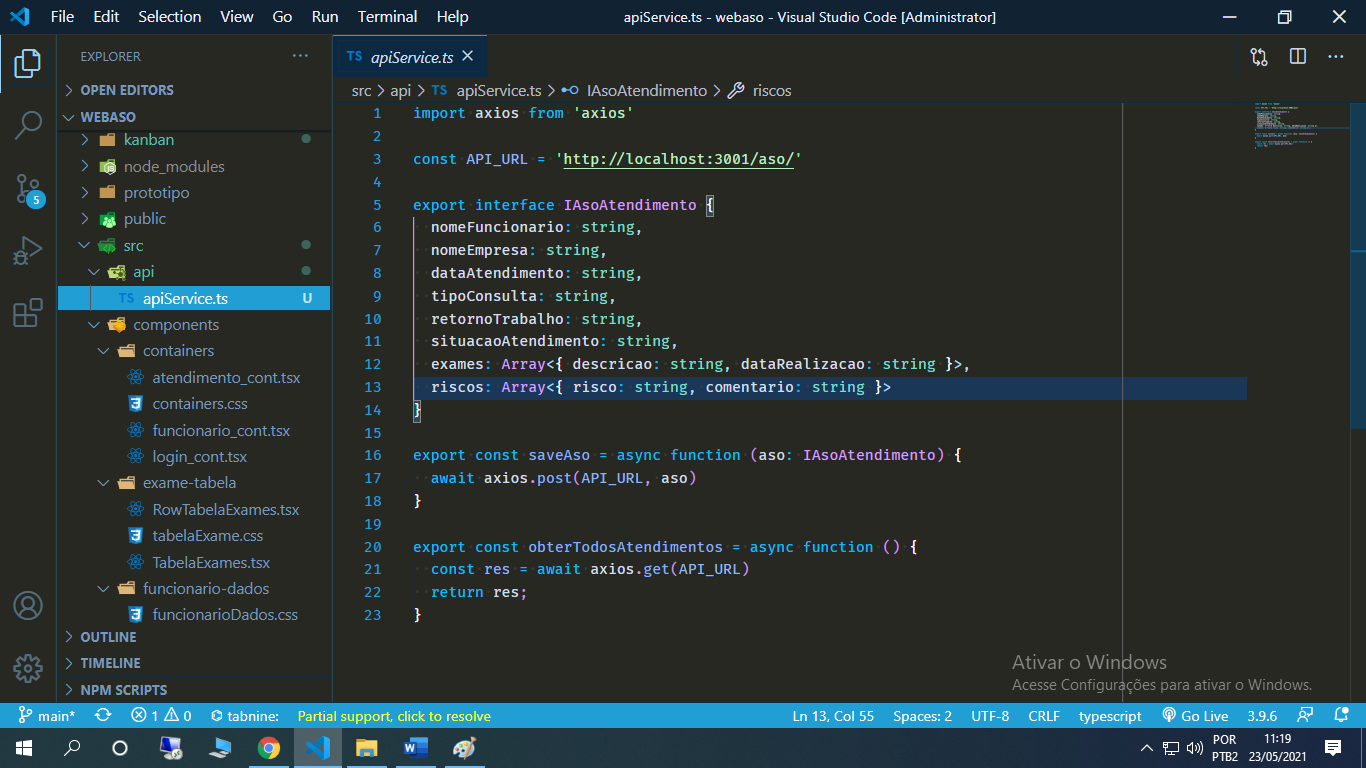 File Edit Selection View Go Run Terminal Help apiService.ts - webaso - Visual Studio Code [Administrator]
EXPLORER
OPEN EDITORS
WEBASO
kanban
node_modules
prototipo
public
src
api
TS apiService.ts U
components
containers
atendimento_cont.tsx
containers.css
funcionario_cont.tsx
login_cont.tsx
exame-tabela
RowTabelaExames.tsx
tabelaExame.css
TabelaExames.tsx
funcionario-dados
funcionarioDados.css
OUTLINE
TIMELINE
NPM SCRIPTS
5
TS apiService.ts
src > api > TS apiService.ts > IAsoAtendimento > riscos
1 import axios from 'axios'
2
3 const API_URL = 'http://localhost:3001/aso/'
4
5 export interface IAsoAtendimento {
6 nomeFuncionario: string,
7 nomeEmpresa: string,
8 dataAtendimento: string,
9 tipoConsulta: string,
10 retornoTrabalho: string,
11 situacaoAtendimento: string,
12 exames: Array<{ descricao: string, dataRealizacao: string }>,
13 riscos: Array<{ risco: string, comentario: string }>
14 }
15
16 export const saveAso = async function (aso: IAsoAtendimento) {
17 await axios.post(API_URL, aso)
18 }
19
20 export const obterTodosAtendimentos = async function () {
21 const res = await axios.get(API_URL)
22 return res;
23 }
Ativar o Windows
Acesse Configurações para ativar o Windows.
main* 1 0 tabnine: Partial support, click to resolve Ln 13, Col 55 Spaces: 2 UTF-8 CRLF typescript Go Live 3.9.6
POR 11:19
PTB2 23/05/2021